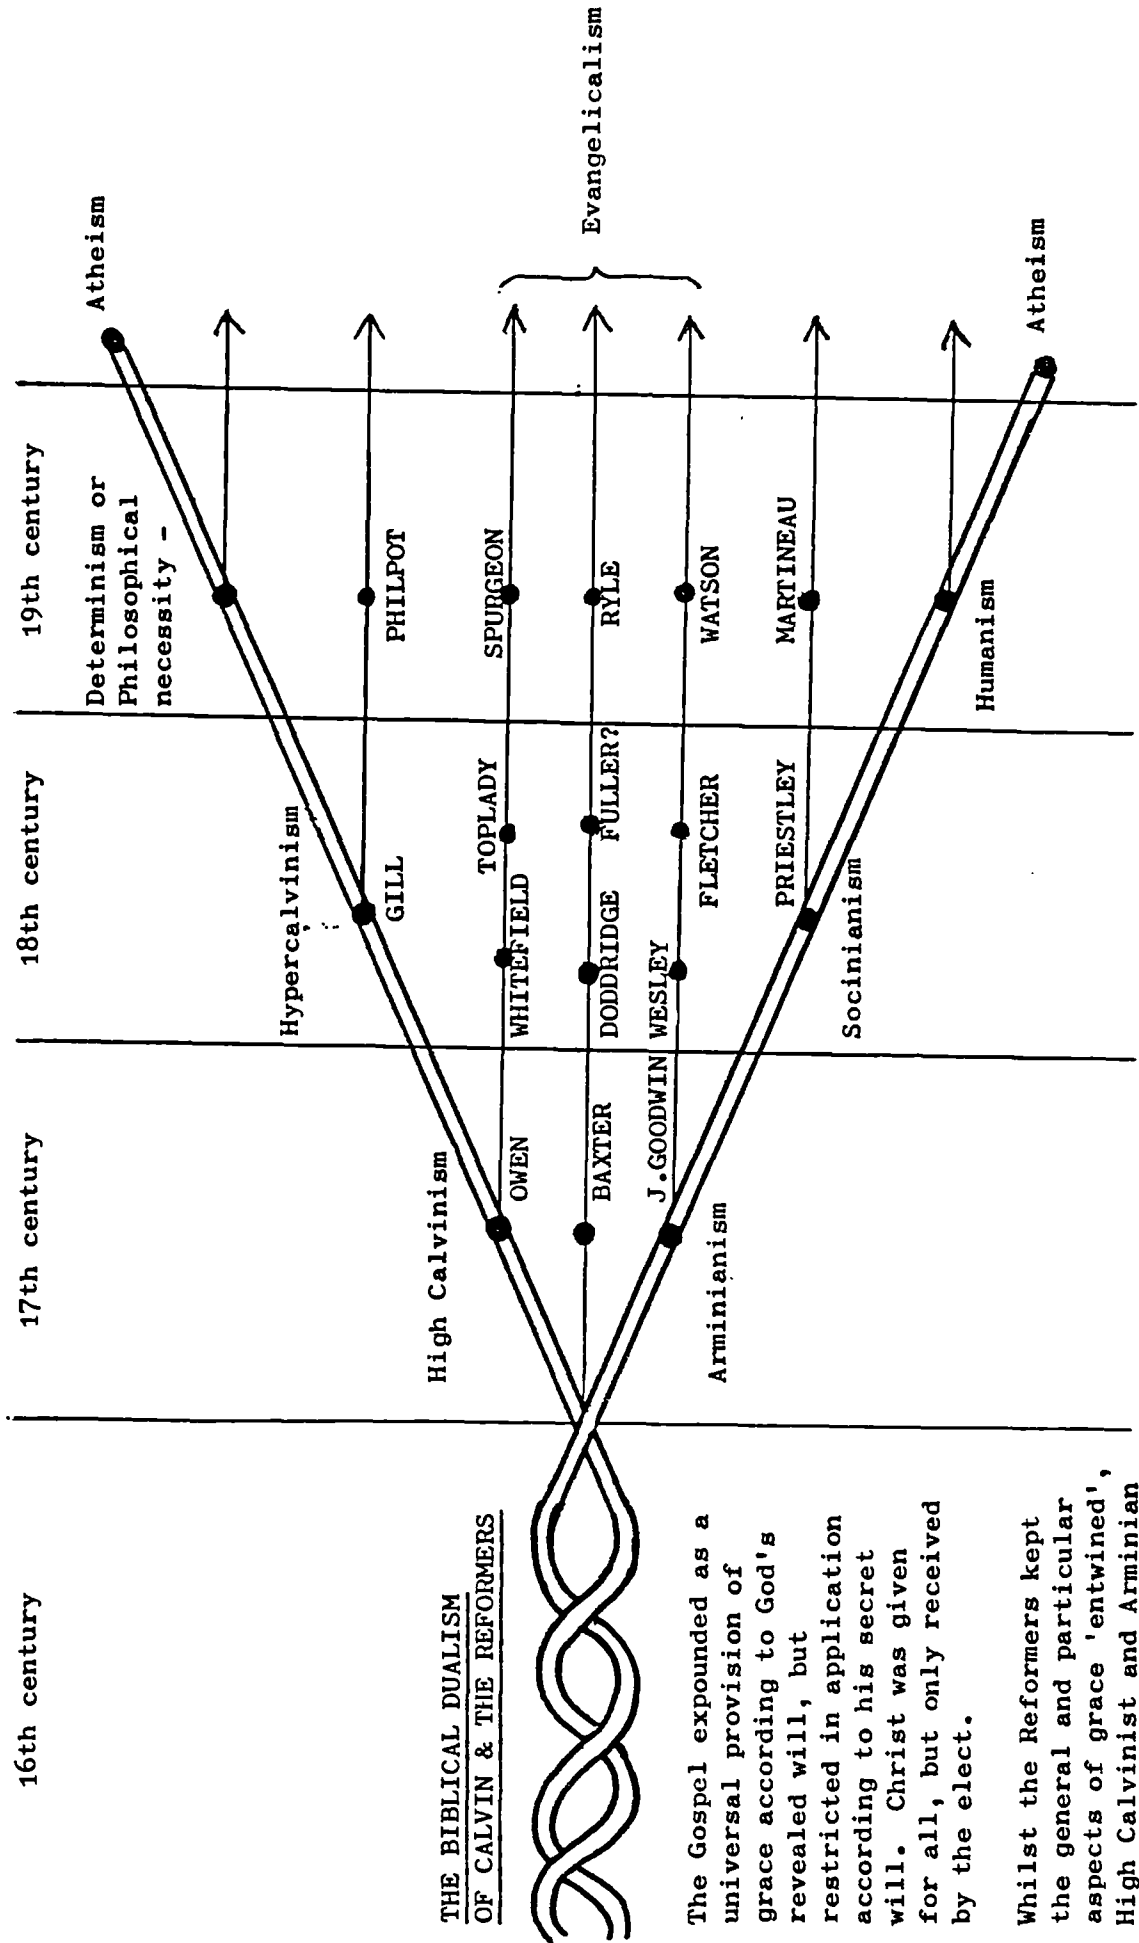 16th century
17th century
18th century
19th century
THE BIBLICAL DUALISM
OF CALVIN & THE REFORMERS
The Gospel expounded as a
universal provision of
grace according to God's
revealed will, but
restricted in application
according to his secret
will. Christ was given
for all, but only received
by the elect.
Whilst the Reformers kept
the general and particular
aspects of grace 'entwined',
High Calvinist and Arminian
High Calvinism
Hypercalvinism
Determinism or
Philosophical
necessity -
Atheism
GILL
PHILPOT
OWEN
WHITEFIELD
TOPLADY
SPURGEON
BAXTER
DODDRIDGE
FULLER?
RYLE
Evangelicalism
J.GOODWIN
WESLEY
FLETCHER
WATSON
PRIESTLEY
MARTINEAU
Arminianism
Socinianism
Humanism
Atheism